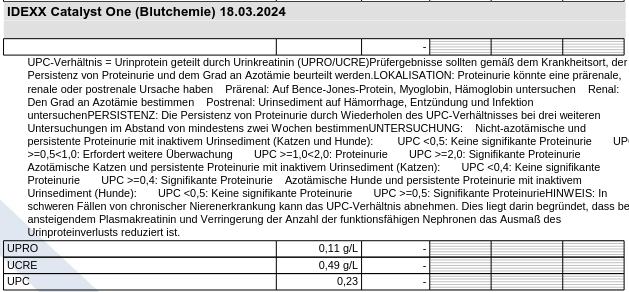 IDEXX Catalyst One (Blutchemie) 18.03.2024
-
UPC-Verhältnis = Urinprotein geteilt durch Urinkreatinin (UPRO/UCRE)Prüfergebnisse sollten gemäß dem Krankheitsort, der
Persistenz von Proteinurie und dem Grad an Azotämie beurteilt werden.LOKALISATION: Proteinurie könnte eine prärenale,
renale oder postrenale Ursache haben Prärenal: Auf Bence-Jones-Protein, Myoglobin, Hämoglobin untersuchen Renal:
Den Grad an Azotämie bestimmen Postrenal: Urinsediment auf Hämorrhage, Entzündung und Infektion
untersuchenPERSISTENZ: Die Persistenz von Proteinurie durch Wiederholen des UPC-Verhältnisses bei drei weiteren
Untersuchungen im Abstand von mindestens zwei Wochen bestimmenUNTERSUCHUNG: Nicht-azotämische und
persistente Proteinurie mit inaktivem Urinsediment (Katzen und Hunde): UPC <0,5: Keine signifikante Proteinurie
>=0,5<1,0: Erfordert weitere Überwachung UPC >=1,0<2,0: Proteinurie UPC >=2,0: Signifikante Proteinurie
Azotämische Katzen und persistente Proteinurie mit inaktivem Urinsediment (Katzen): UPC <0,4: Keine signifikante
Proteinurie UPC >=0,4: Signifikante Proteinurie Azotämische Hunde und persistente Proteinurie mit inaktivem
Urinsediment (Hunde): UPC <0,5: Keine signifikante Proteinurie UPC >=0,5: Signifikante ProteinurieHINWEIS: In
schweren Fällen von chronischer Nierenerkrankung kann das UPC-Verhältnis abnehmen. Dies liegt darin begründet, dass be
ansteigendem Plasmakreatinin und Verringerung der Anzahl der funktionsfähigen Nephronen das Ausmaß des
Urinproteinverlusts reduziert ist.
UPRO 0,11 g/L -
UCRE 0,49 g/L -
UPC 0,23 -